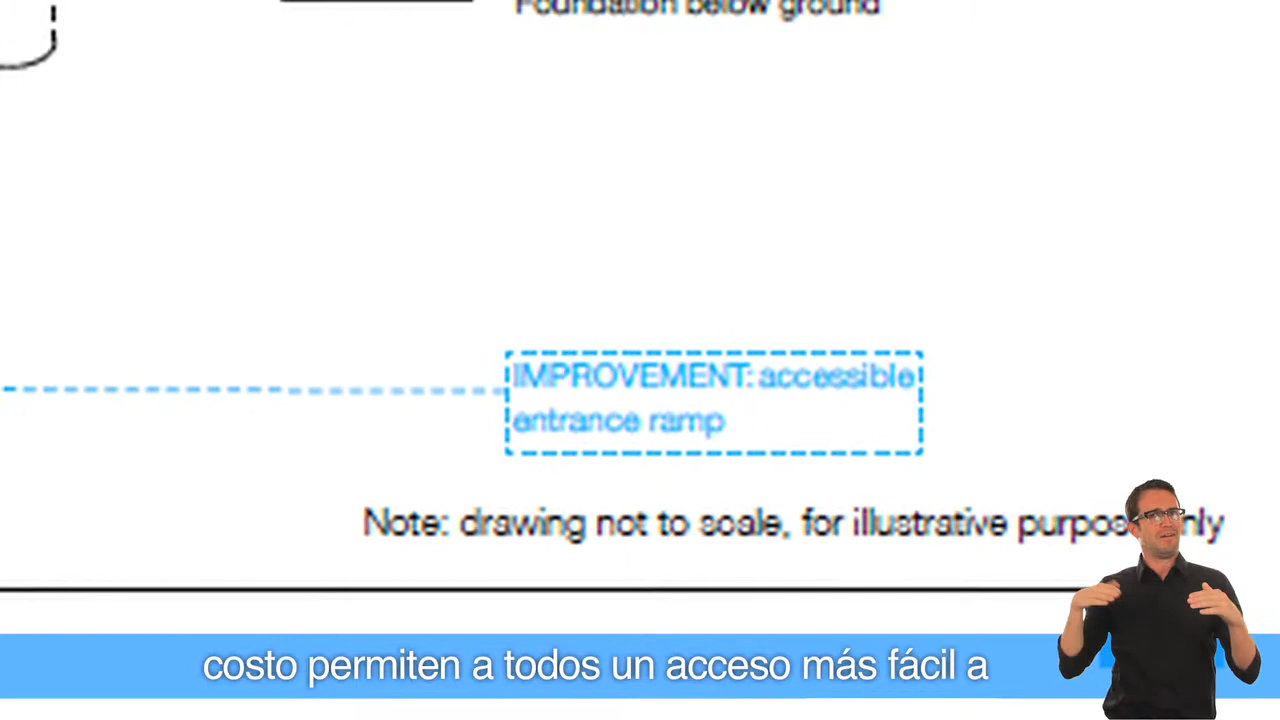 Foundation below ground
IMPROVEMENT: accessible
entrance ramp
Note: drawing not to scale, for illustrative
costo permiten a todos un acceso más fácil a